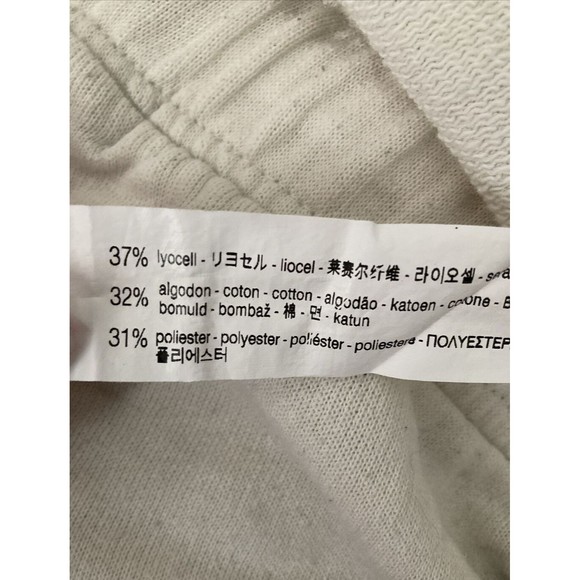 37% lyocell - リヨセル - liocel - 莱赛尔纤维 - 라이오셀 -
32% algodon - coton - cotton - algodão - katoen -
bomuld - bombaž - 棉 - 면 - katun
31% poliester - polyester - poliéster - poliestere - ΠΟΛΥΕΣΤΕΡ
폴리에스터